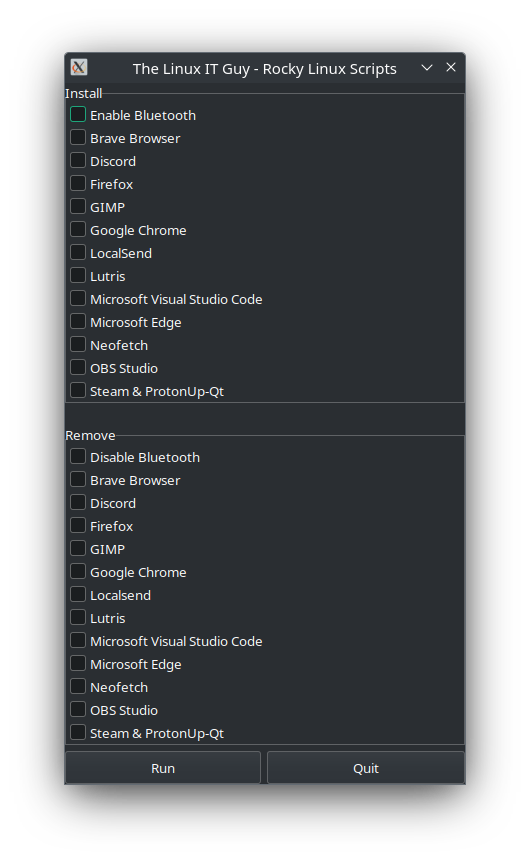 The Linux IT Guy - Rocky Linux Scripts
Install
Enable Bluetooth
Brave Browser
Discord
Firefox
GIMP
Google Chrome
LocalSend
Lutris
Microsoft Visual Studio Code
Microsoft Edge
Neofetch
OBS Studio
Steam & ProtonUp-Qt
Remove
Disable Bluetooth
Brave Browser
Discord
Firefox
GIMP
Google Chrome
Localsend
Lutris
Microsoft Visual Studio Code
Microsoft Edge
Neofetch
OBS Studio
Steam & ProtonUp-Qt
Run Quit